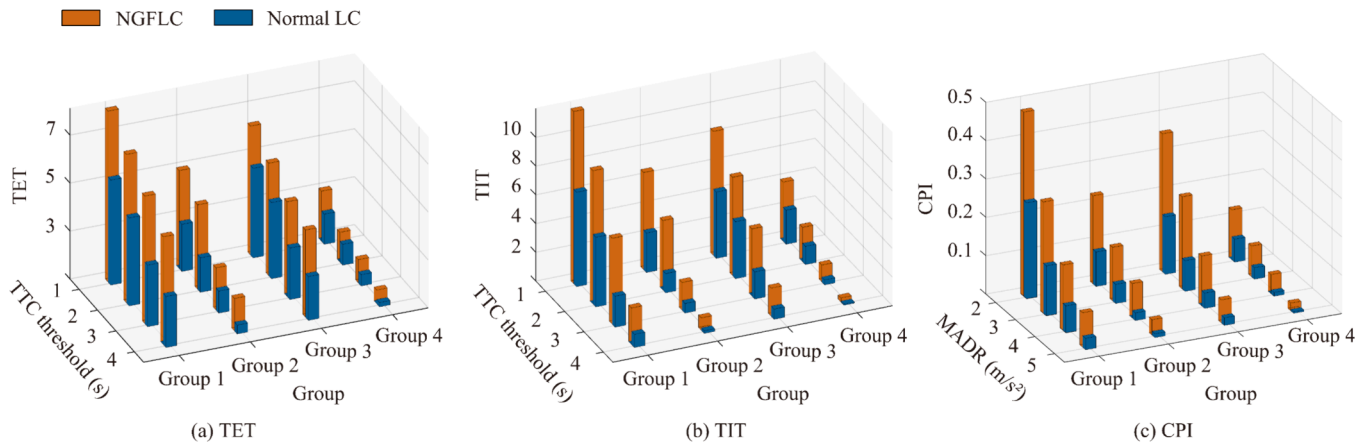 NGFLC Normal LC
TET
7
5
3
1
2
3
4
TTC threshold (s)
Group 1
Group 2
Group 3
Group 4
Group
(a) TET
TIT
10
8
6
4
2
1
2
3
4
TTC threshold (s)
Group 1
Group 2
Group 3
Group 4
Group
(b) TIT
CPI
0.5
0.4
0.3
0.2
0.1
2
3
4
5
MADR (m/s²)
Group 1
Group 2
Group 3
Group 4
Group
(c) CPI